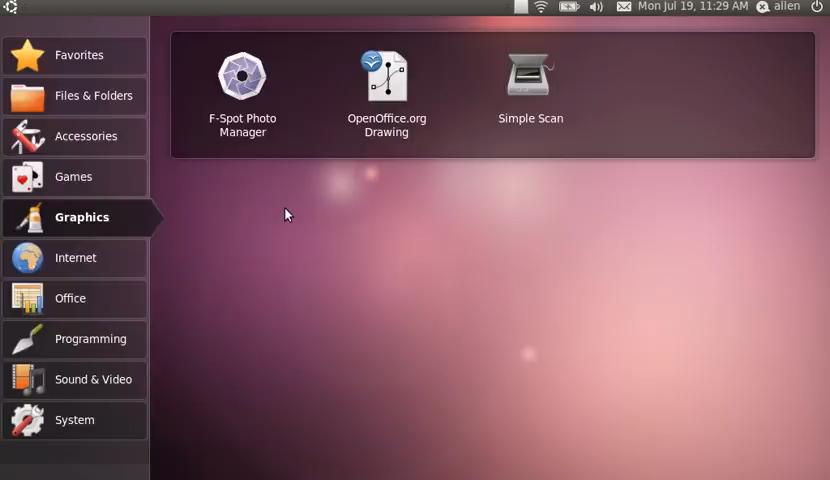 Mon Jul 19, 11:29 AM allen
Favorites
Files & Folders
Accessories
Games
Graphics
Internet
Office
Programming
Sound & Video
System
F-Spot Photo
Manager
OpenOffice.org
Drawing
Simple Scan